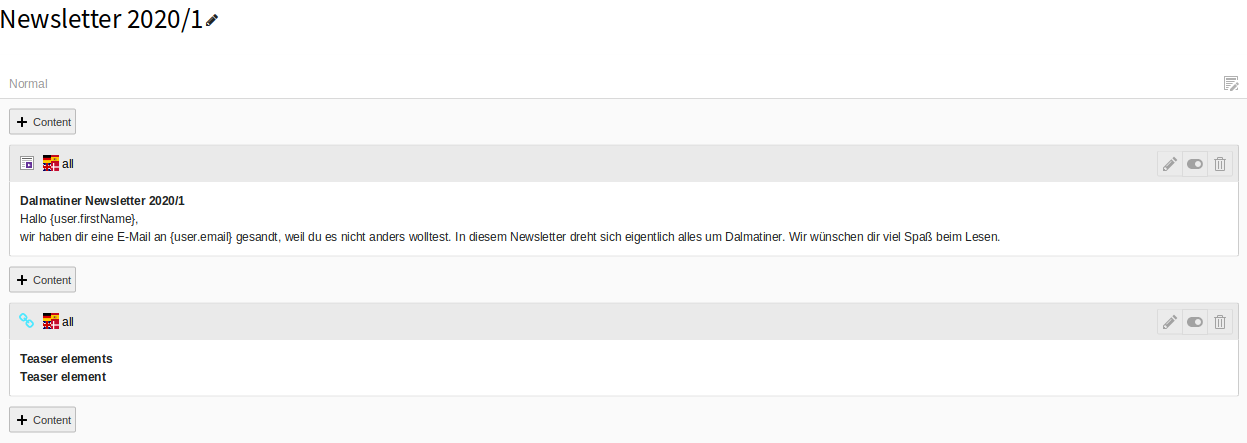 Newsletter 2020/1
Normal
Content
all
Dalmatiner Newsletter 2020/1
Hallo {user.firstName},
wir haben dir eine E-Mail an {user.email} gesandt, weil du es nicht anders wolltest. In diesem Newsletter dreht sich eigentlich alles um Dalmatiner. Wir wünschen dir viel Spaß beim Lesen.
Content
all
Teaser elements
Teaser element
Content